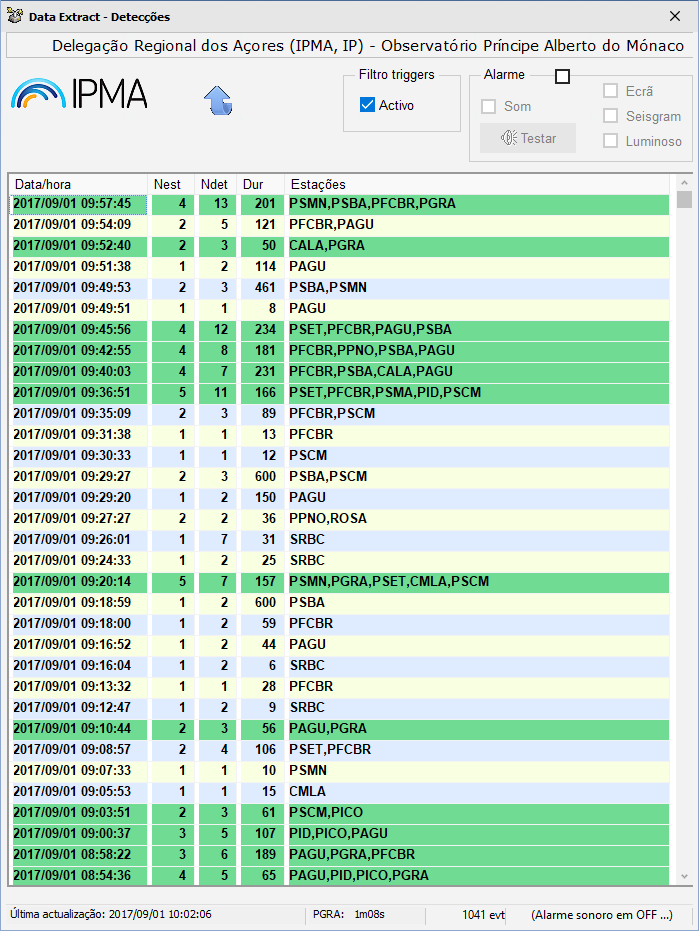 Data Extract - Detecções
Delegação Regional dos Açores (IPMA, IP) - Observatório Príncipe Alberto do Mónaco
IPMA
Filtro triggers
Activo
Alarme
Som
Testar
Ecrã
Seisgram
Luminoso
Data/hora Nest Ndet Dur Estações
2017/09/01 09:57:45 4 13 201 PSMN,PSBA,PFCBR,PGRA
2017/09/01 09:54:09 2 5 121 PFCBR,PAGU
2017/09/01 09:52:40 2 3 50 CALA,PGRA
2017/09/01 09:51:38 1 2 114 PAGU
2017/09/01 09:49:53 2 3 461 PSBA,PSMN
2017/09/01 09:49:51 1 1 8 PAGU
2017/09/01 09:45:56 4 12 234 PSET,PFCBR,PAGU,PSBA
2017/09/01 09:42:55 4 8 181 PFCBR,PPNO,PSBA,PAGU
2017/09/01 09:40:03 4 7 231 PFCBR,PSBA,CALA,PAGU
2017/09/01 09:36:51 5 11 166 PSET,PFCBR,PSMA,PID,PSCM
2017/09/01 09:35:09 2 3 89 PFCBR,PSCM
2017/09/01 09:31:38 1 1 13 PFCBR
2017/09/01 09:30:33 1 1 12 PSCM
2017/09/01 09:29:27 2 3 600 PSBA,PSCM
2017/09/01 09:29:20 1 2 150 PAGU
2017/09/01 09:27:27 2 2 36 PPNO,ROSA
2017/09/01 09:26:01 1 7 31 SRBC
2017/09/01 09:24:33 1 2 25 SRBC
2017/09/01 09:20:14 5 7 157 PSMN,PGRA,PSET,CMLA,PSCM
2017/09/01 09:18:59 1 2 600 PSBA
2017/09/01 09:18:00 1 2 59 PFCBR
2017/09/01 09:16:52 1 2 44 PAGU
2017/09/01 09:16:04 1 2 6 SRBC
2017/09/01 09:13:32 1 1 28 PFCBR
2017/09/01 09:12:47 1 2 9 SRBC
2017/09/01 09:10:44 2 3 56 PAGU,PGRA
2017/09/01 09:08:57 2 4 106 PSET,PFCBR
2017/09/01 09:07:33 1 1 10 PSMN
2017/09/01 09:05:53 1 1 15 CMLA
2017/09/01 09:03:51 2 3 61 PSCM,PICO
2017/09/01 09:00:37 3 5 107 PID,PICO,PAGU
2017/09/01 08:58:22 3 6 189 PAGU,PGRA,PFCBR
2017/09/01 08:54:36 4 5 65 PAGU,PID,PICO,PGRA
Última actualização: 2017/09/01 10:02:06 PGRA: 1m08s 1041 evt (Alarme sonoro em OFF ...)